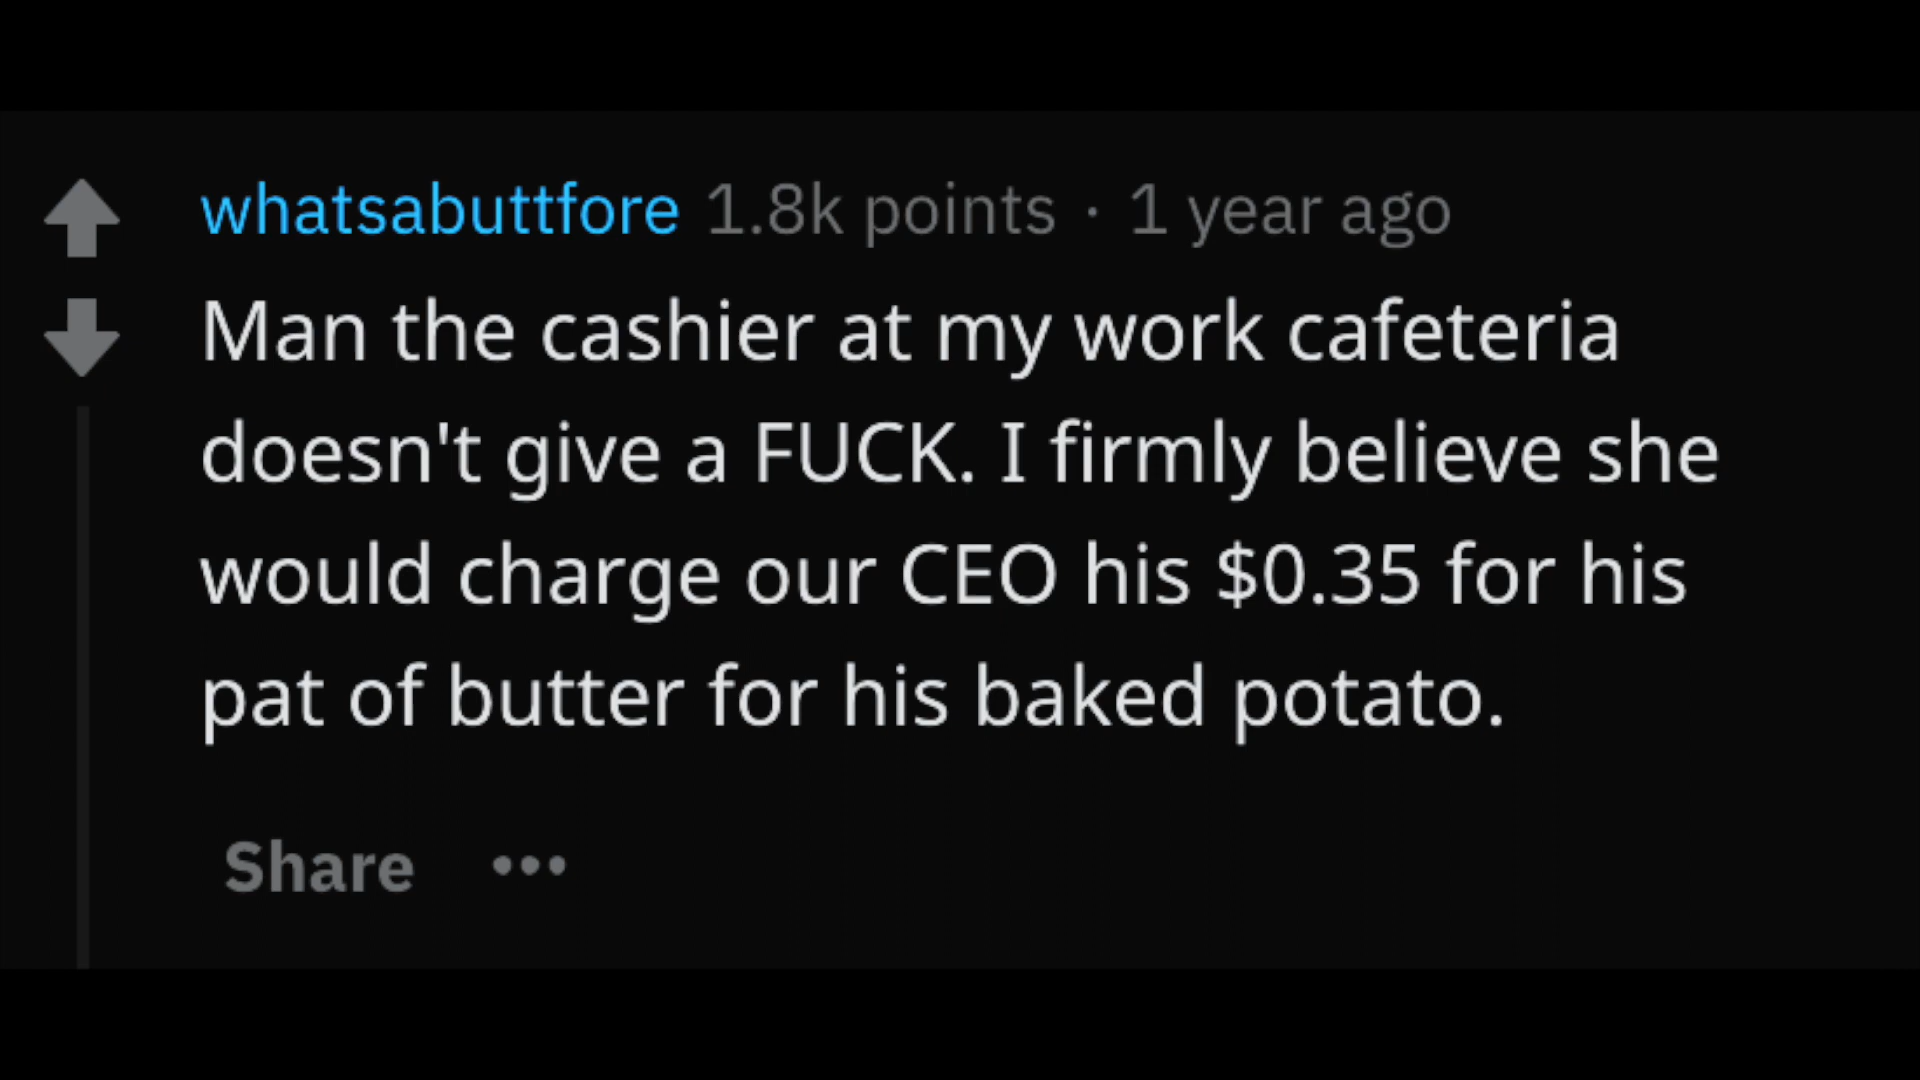 whatsabuttfore 1.8k points · 1 year ago
Man the cashier at my work cafeteria
doesn't give a FUCK. I firmly believe she
would charge our CEO his $0.35 for his
pat of butter for his baked potato.
Share •••